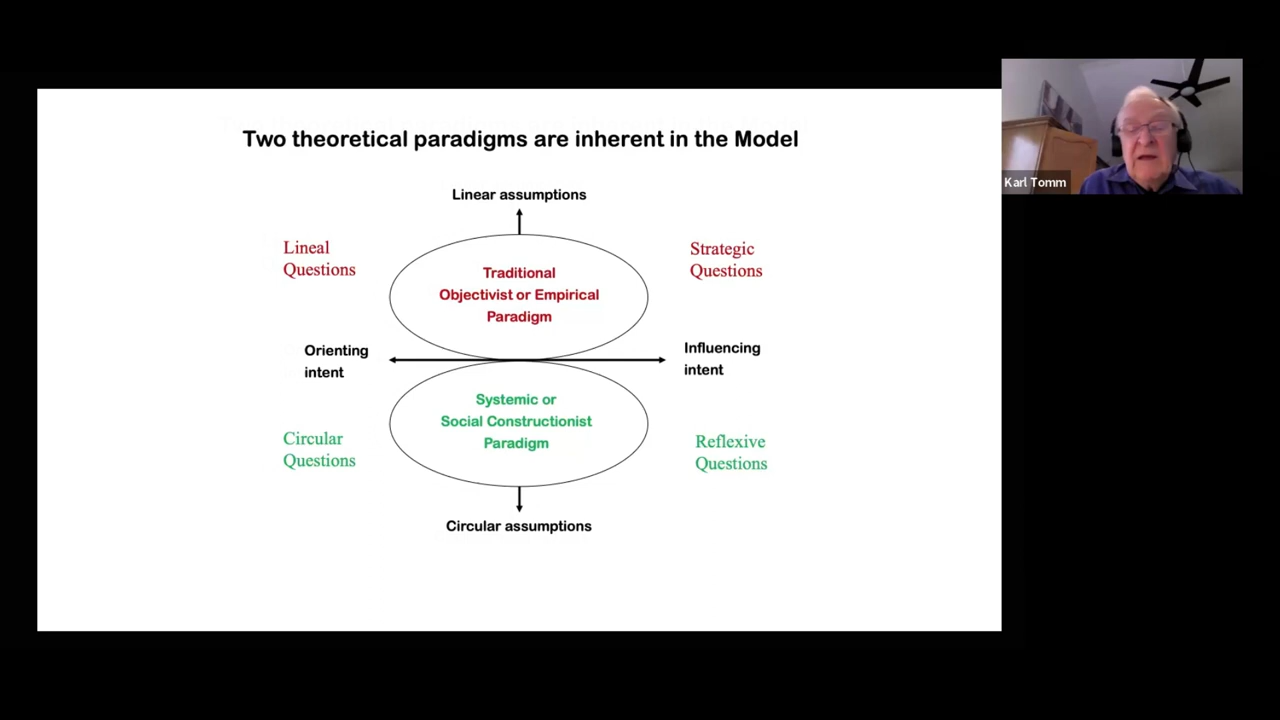 Two theoretical paradigms are inherent in the Model
Karl Tomm
Linear assumptions
Lineal
Questions
Strategic
Questions
Traditional
Objectivist or Empirical
Paradigm
Orienting
intent
Influencing
intent
Systemic or
Social Constructionist
Paradigm
Circular
Questions
Reflexive
Questions
Circular assumptions